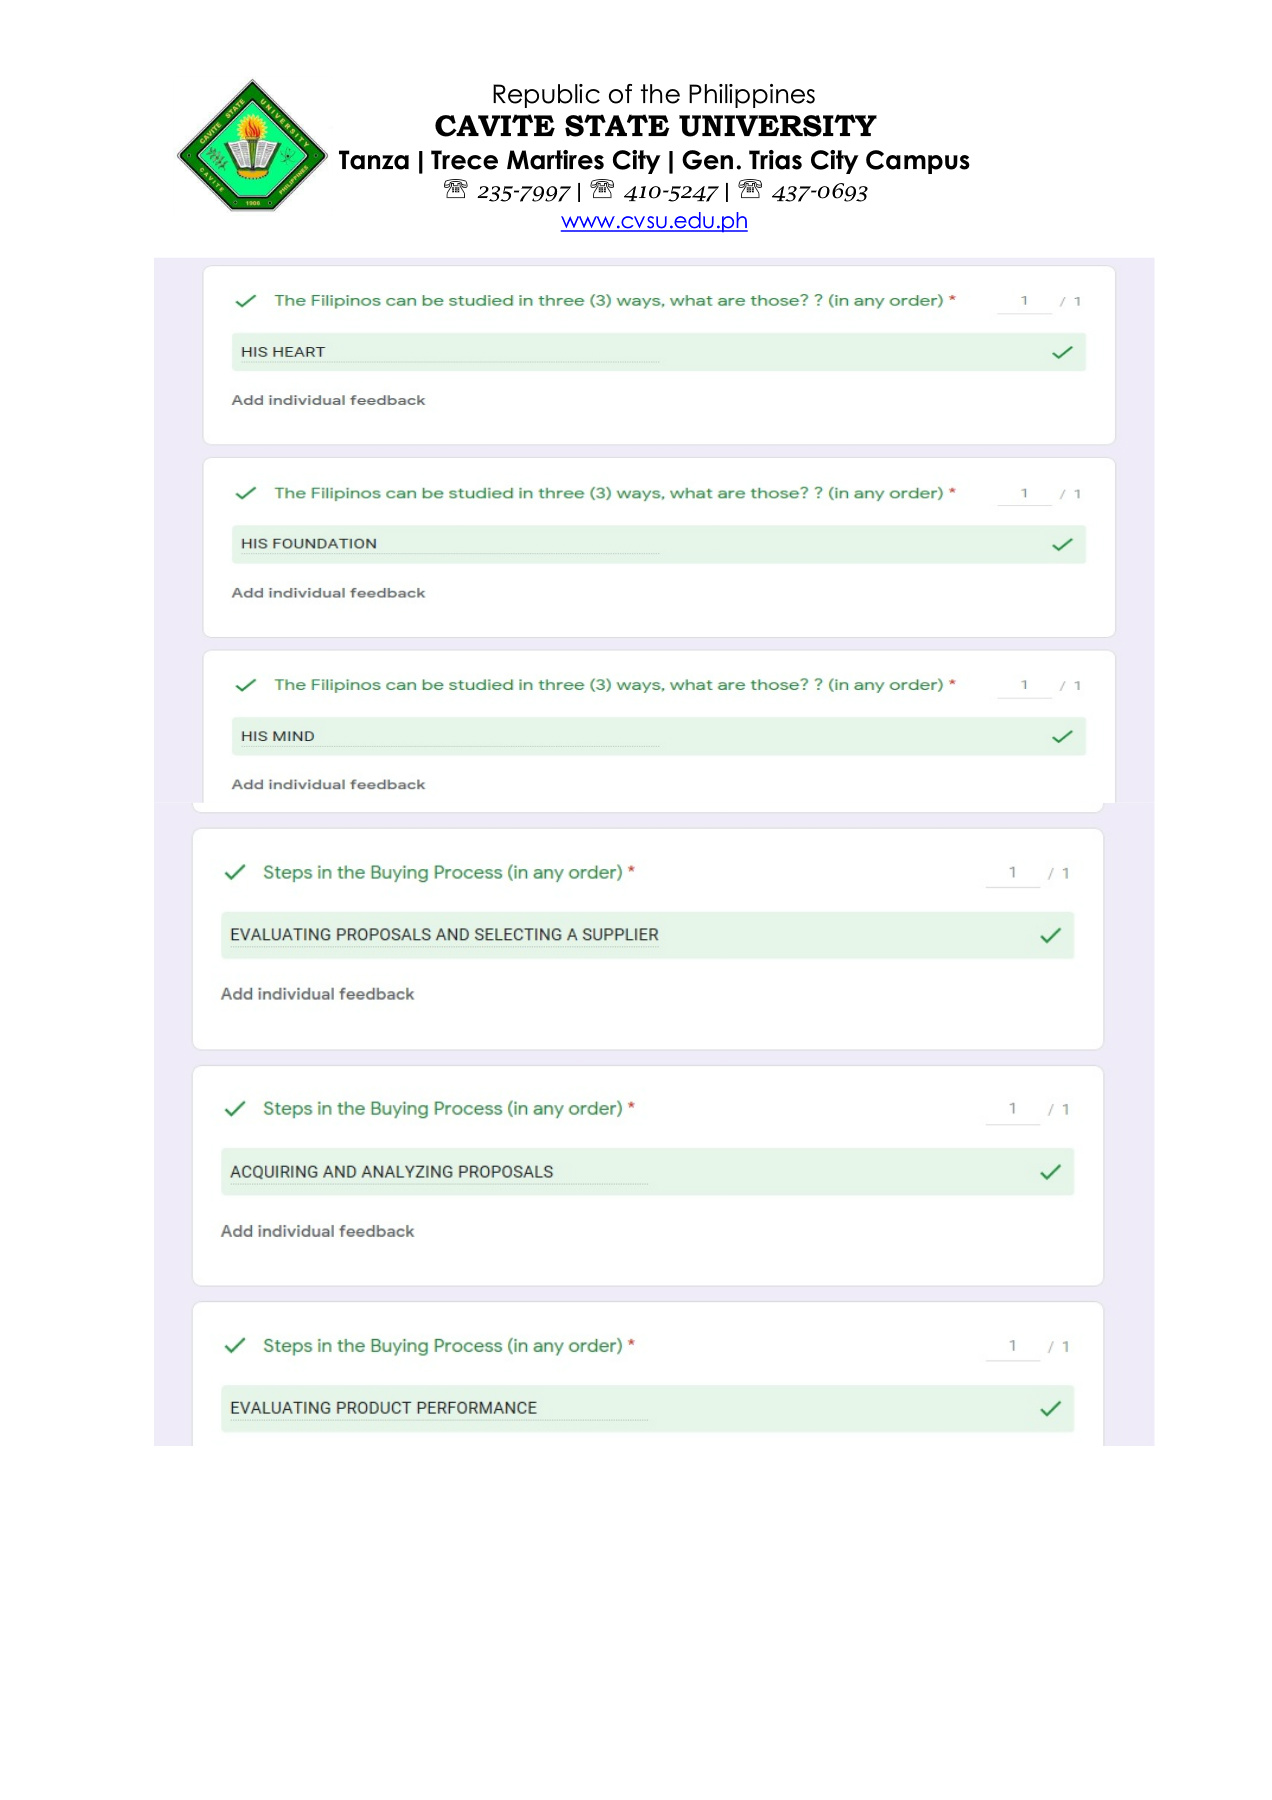 CAVITE STATE UNIVERSITY
CAVITE PHILIPPINES
1906
Republic of the Philippines
CAVITE STATE UNIVERSITY
Tanza | Trece Martires City | Gen. Trias City Campus
235-7997 | 410-5247 | 437-0693
www.cvsu.edu.ph
The Filipinos can be studied in three (3) ways, what are those? ? (in any order) * 1 / 1
HIS HEART
Add individual feedback
The Filipinos can be studied in three (3) ways, what are those? ? (in any order) * 1 / 1
HIS FOUNDATION
Add individual feedback
The Filipinos can be studied in three (3) ways, what are those? ? (in any order) * 1 / 1
HIS MIND
Add individual feedback
Steps in the Buying Process (in any order) * 1 / 1
EVALUATING PROPOSALS AND SELECTING A SUPPLIER
Add individual feedback
Steps in the Buying Process (in any order) * 1 / 1
ACQUIRING AND ANALYZING PROPOSALS
Add individual feedback
Steps in the Buying Process (in any order) * 1 / 1
EVALUATING PRODUCT PERFORMANCE